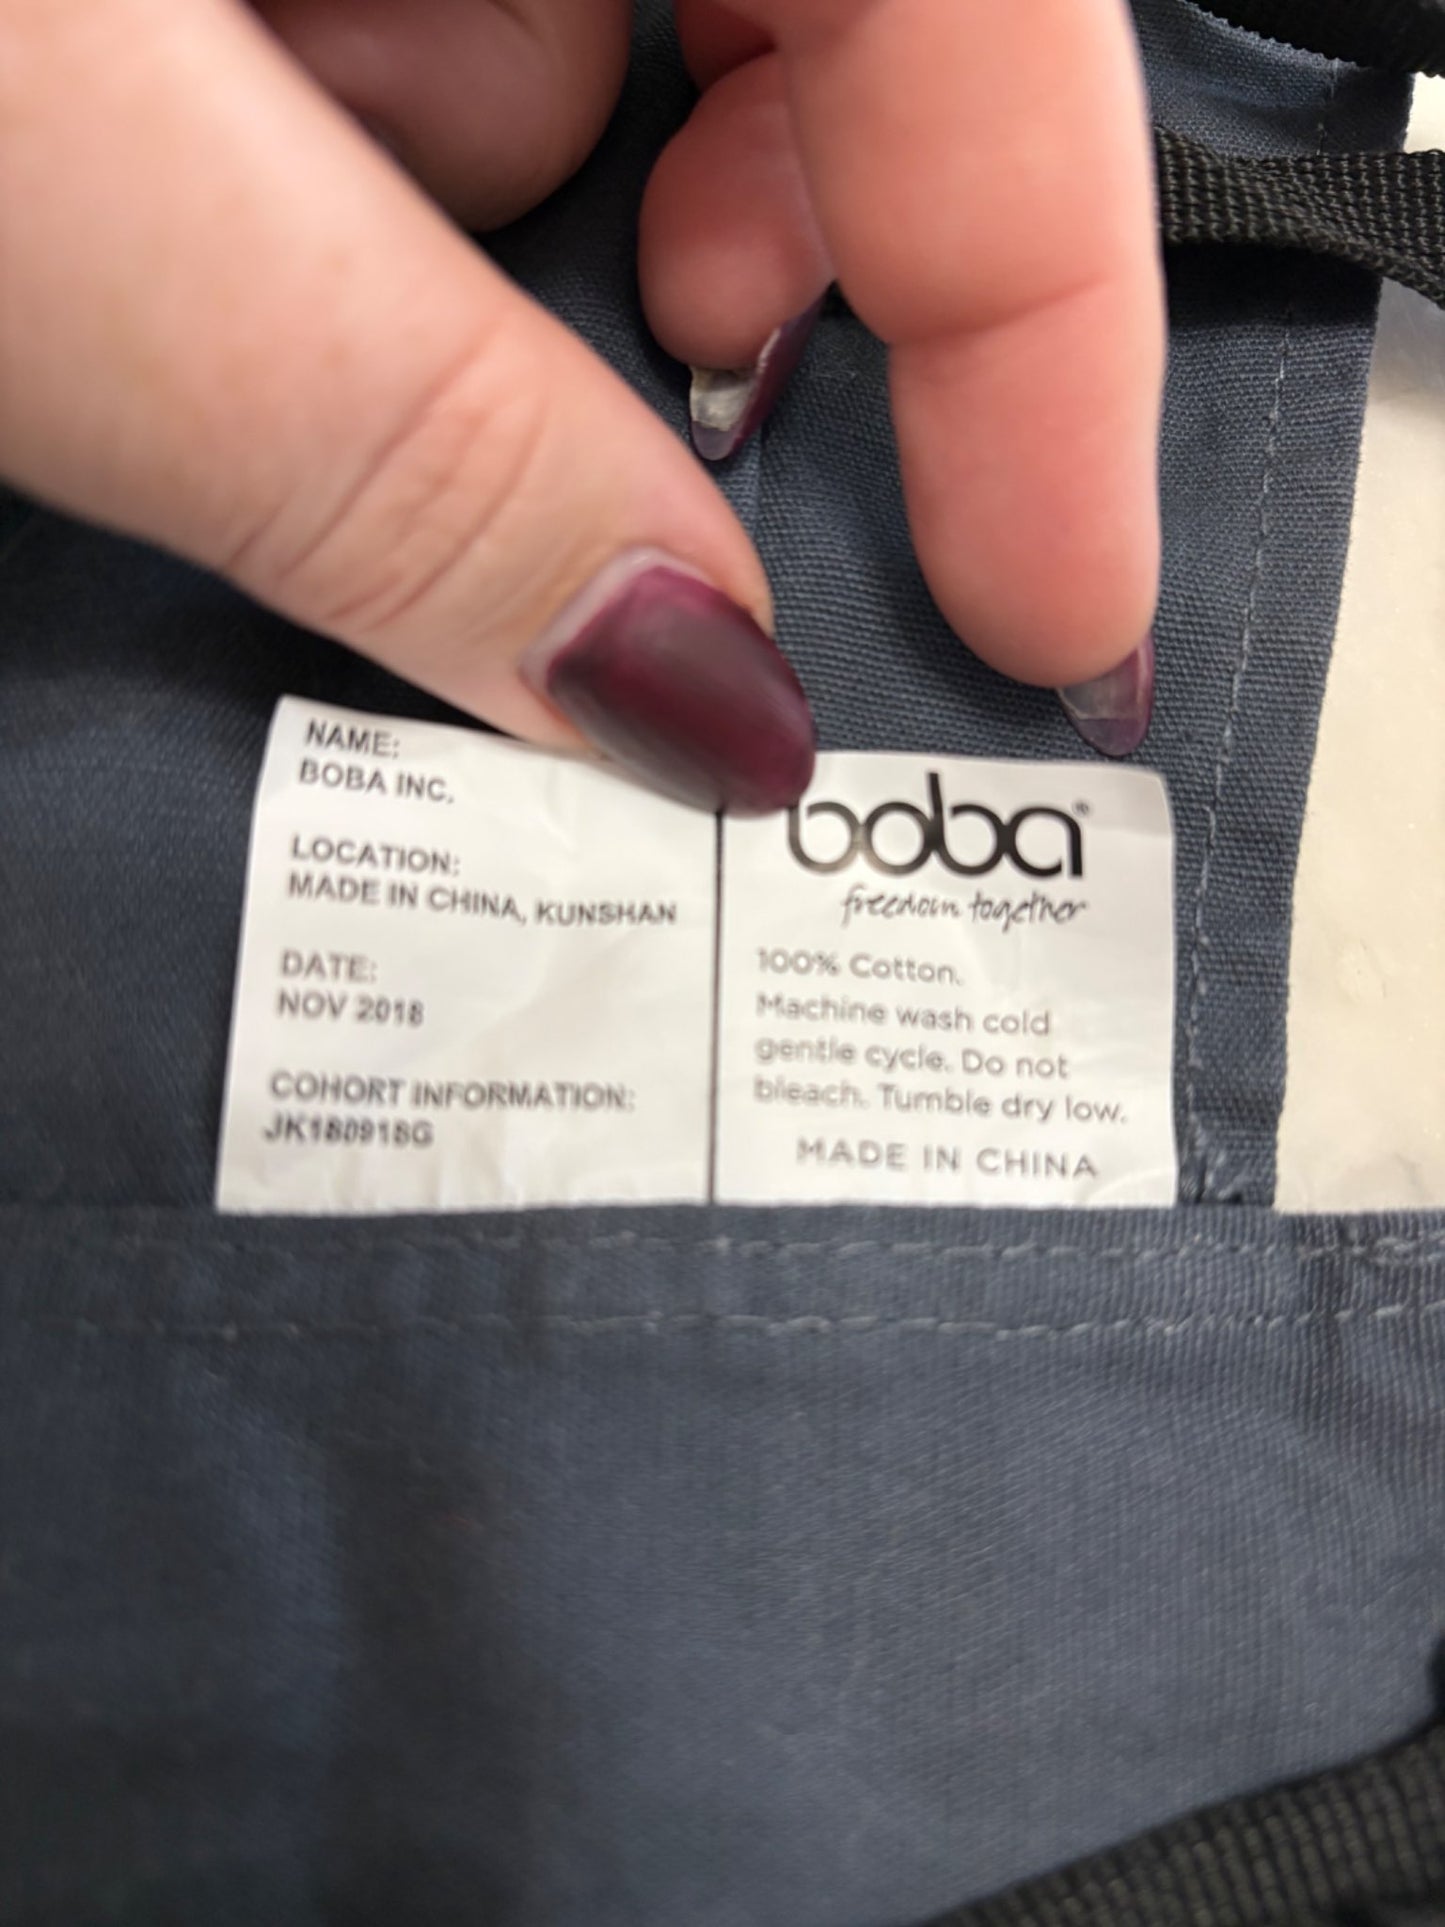 NAME:
BOBA INC.
LOCATION:
MADE IN CHINA, KUNSHAN
DATE:
NOV 2018
COHORT INFORMATION:
JK180918G
boba®
freedom together
100% Cotton.
Machine wash cold
gentle cycle. Do not
bleach. Tumble dry low.
MADE IN CHINA